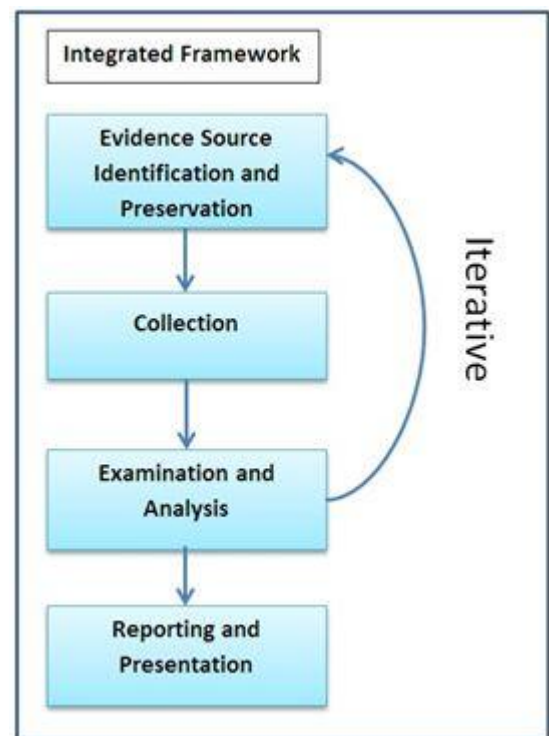 Integrated Framework
Evidence Source
Identification and
Preservation
Collection
Examination and
Analysis
Reporting and
Presentation
Iterative